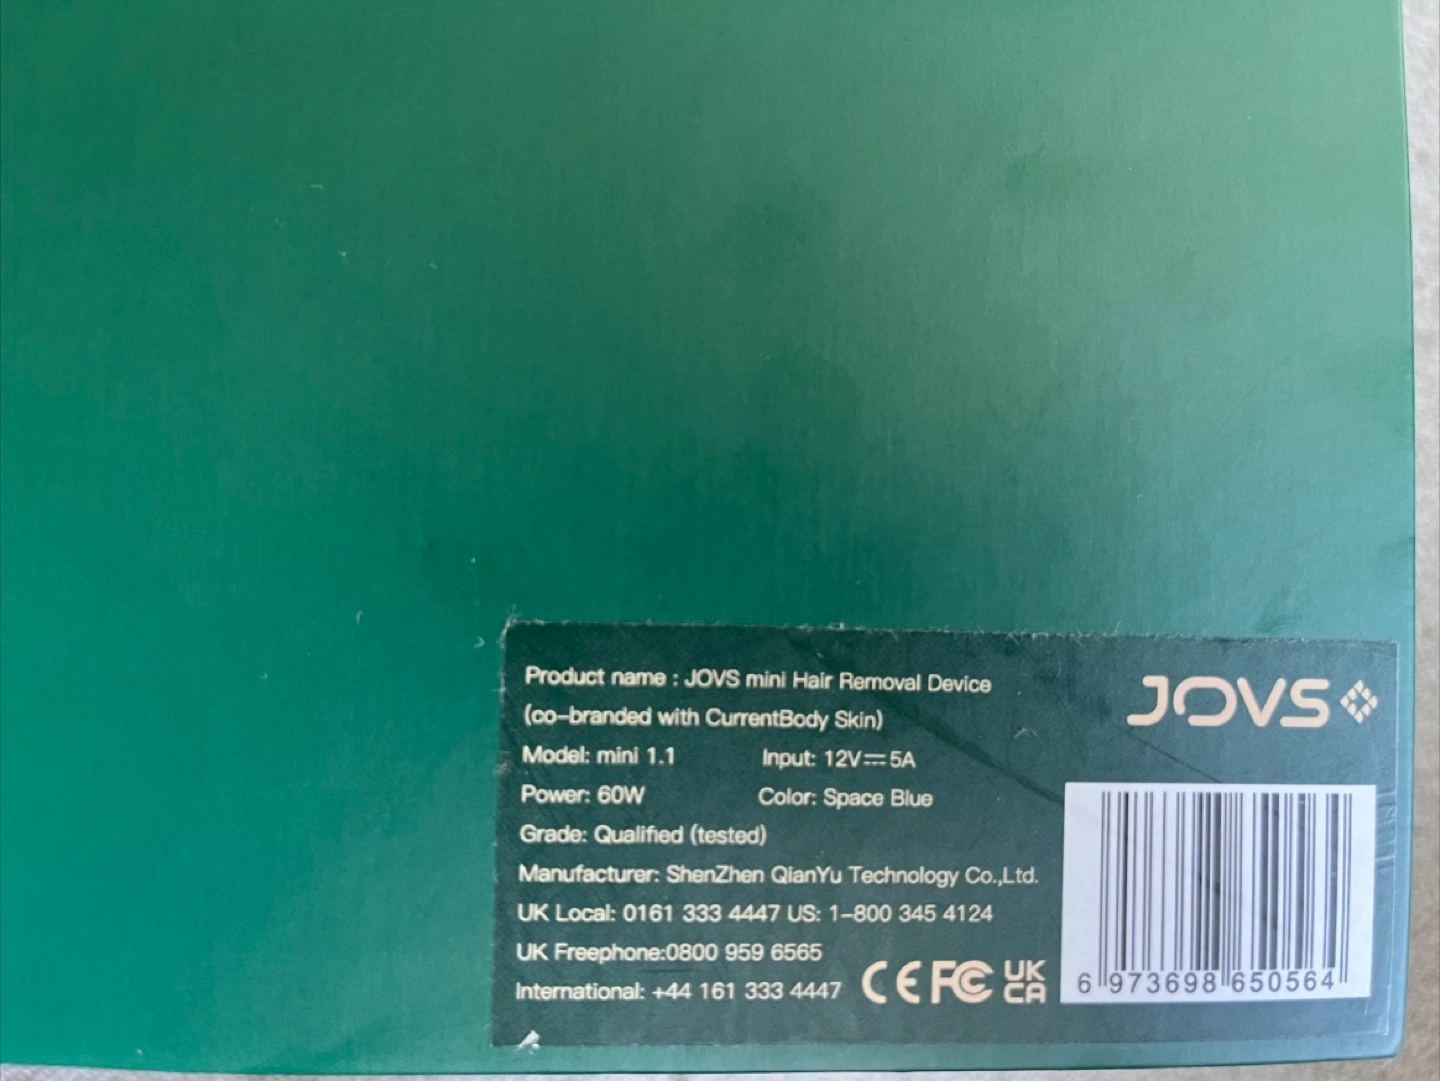 Product name : JOVS mini Hair Removal Device
(co-branded with CurrentBody Skin)
Model: mini 1.1 Input: 12V⎓5A
Power: 60W Color: Space Blue
Grade: Qualified (tested)
Manufacturer: ShenZhen QianYu Technology Co.,Ltd.
UK Local: 0161 333 4447 US: 1-800 345 4124
UK Freephone:0800 959 6565
International: +44 161 333 4447
CE FC UK
CA
JOVS
6 973698 650564